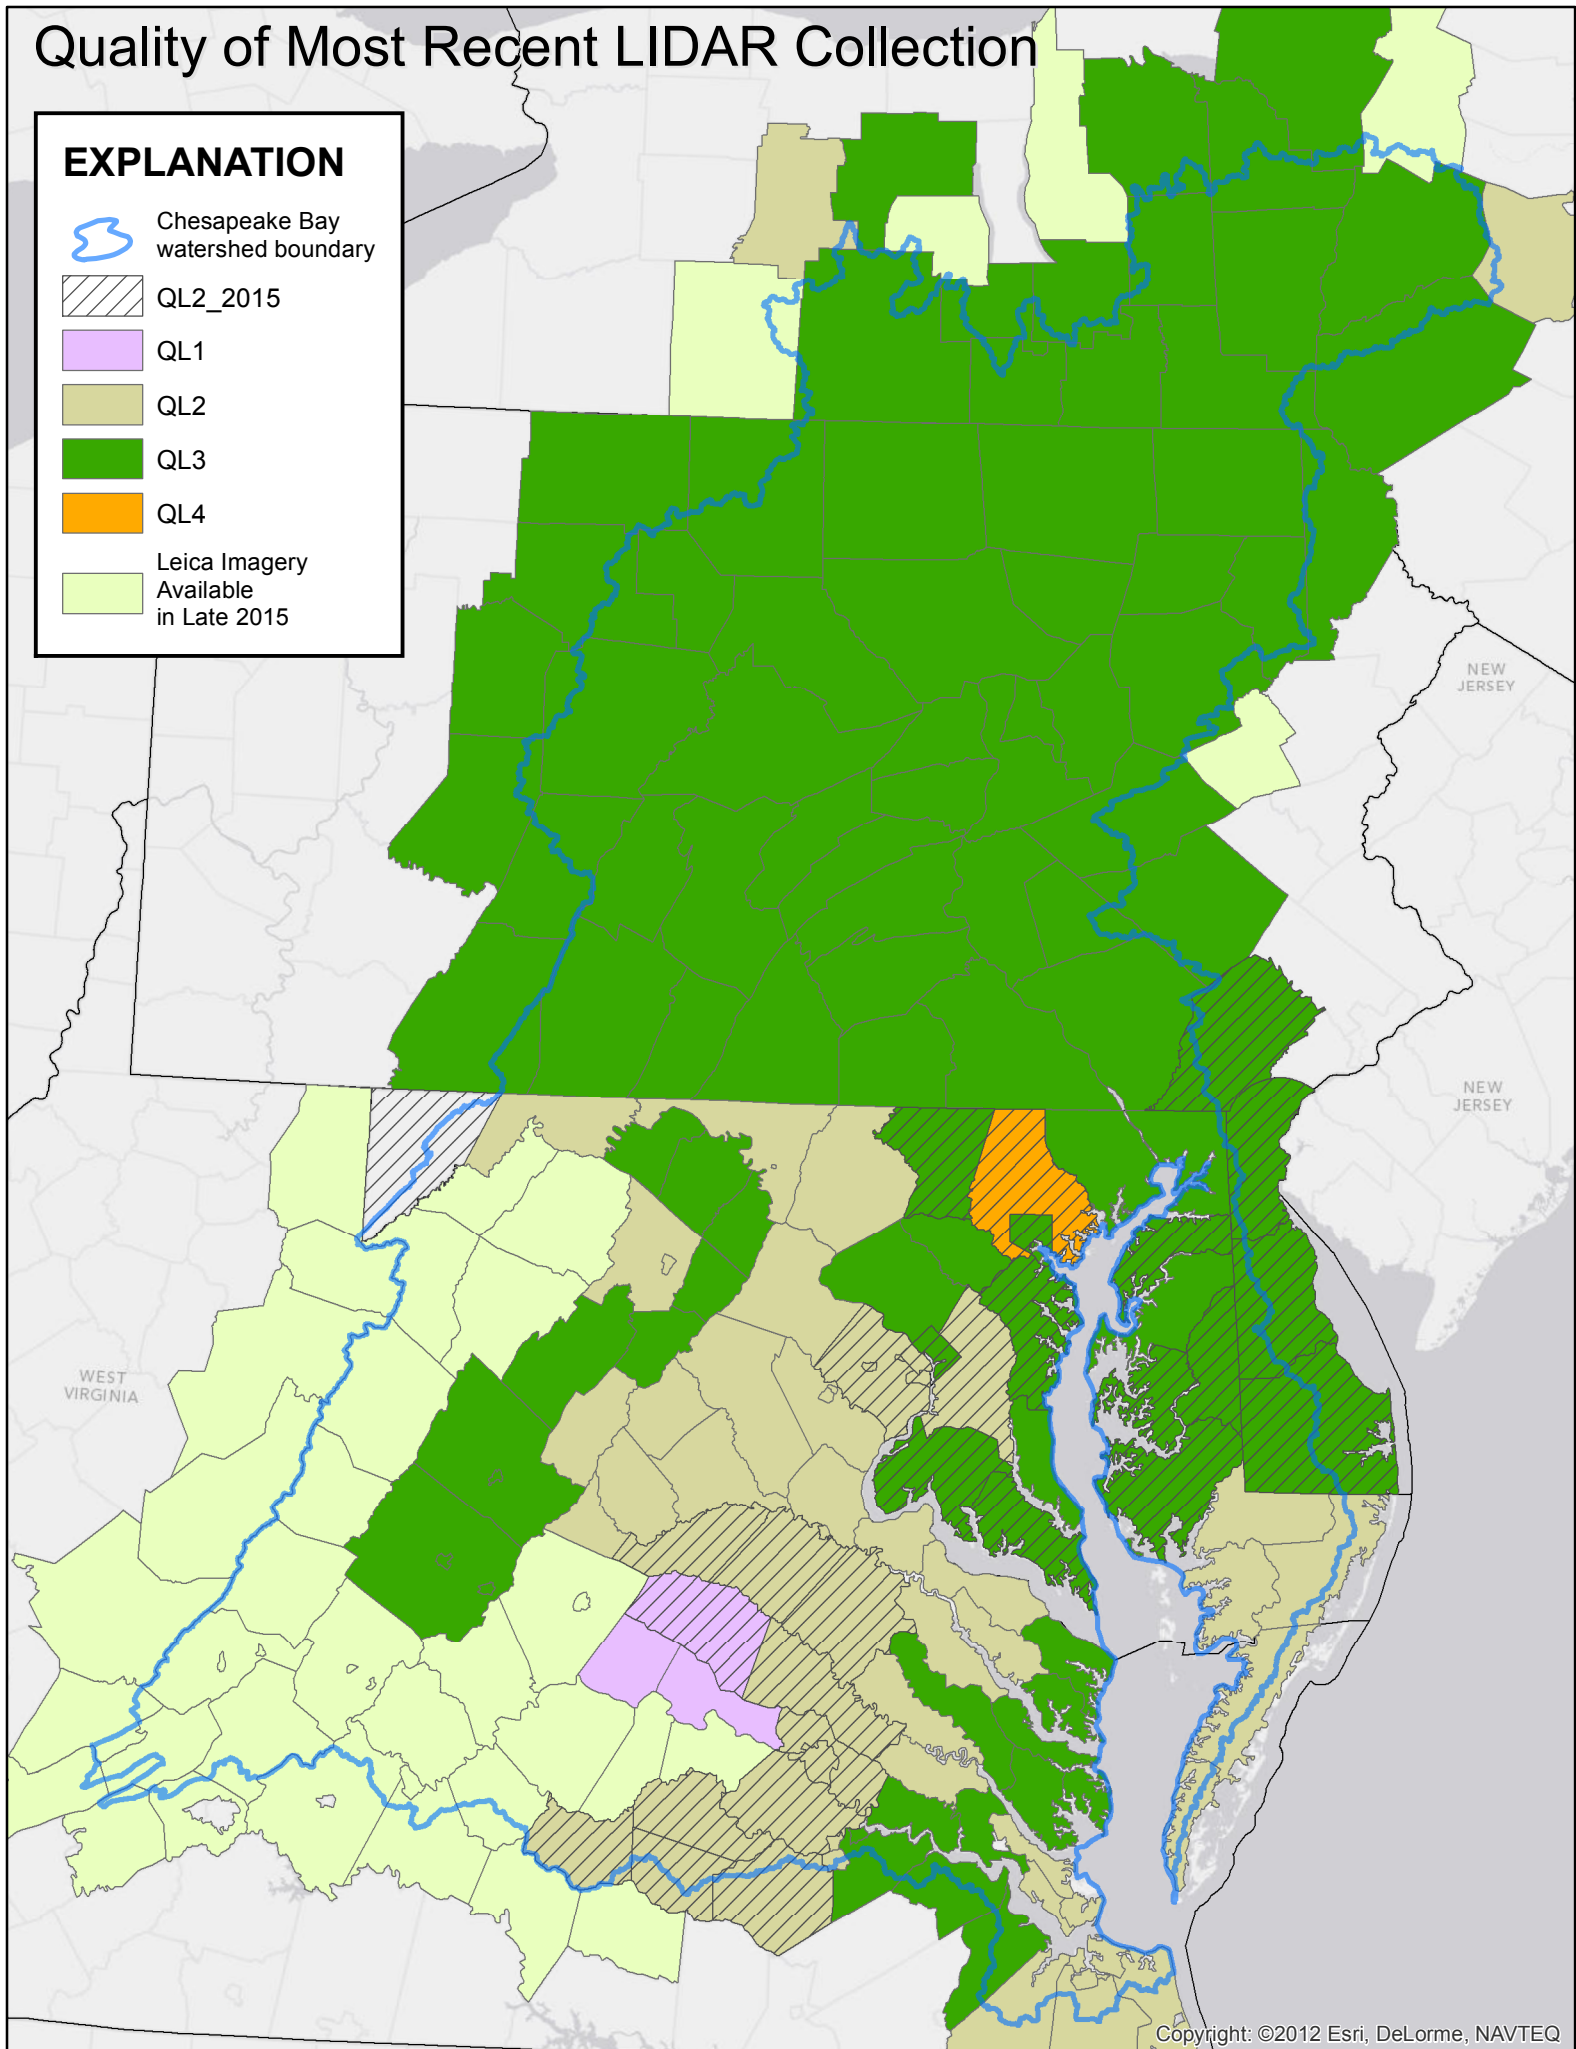 Quality of Most Recent LIDAR Collection
EXPLANATION
Chesapeake Bay
watershed boundary
QL2_2015
QL1
QL2
QL3
QL4
Leica Imagery
Available
in Late 2015
NEW
JERSEY
NEW
JERSEY
WEST
VIRGINIA
Copyright: ©2012 Esri, DeLorme, NAVTEQ